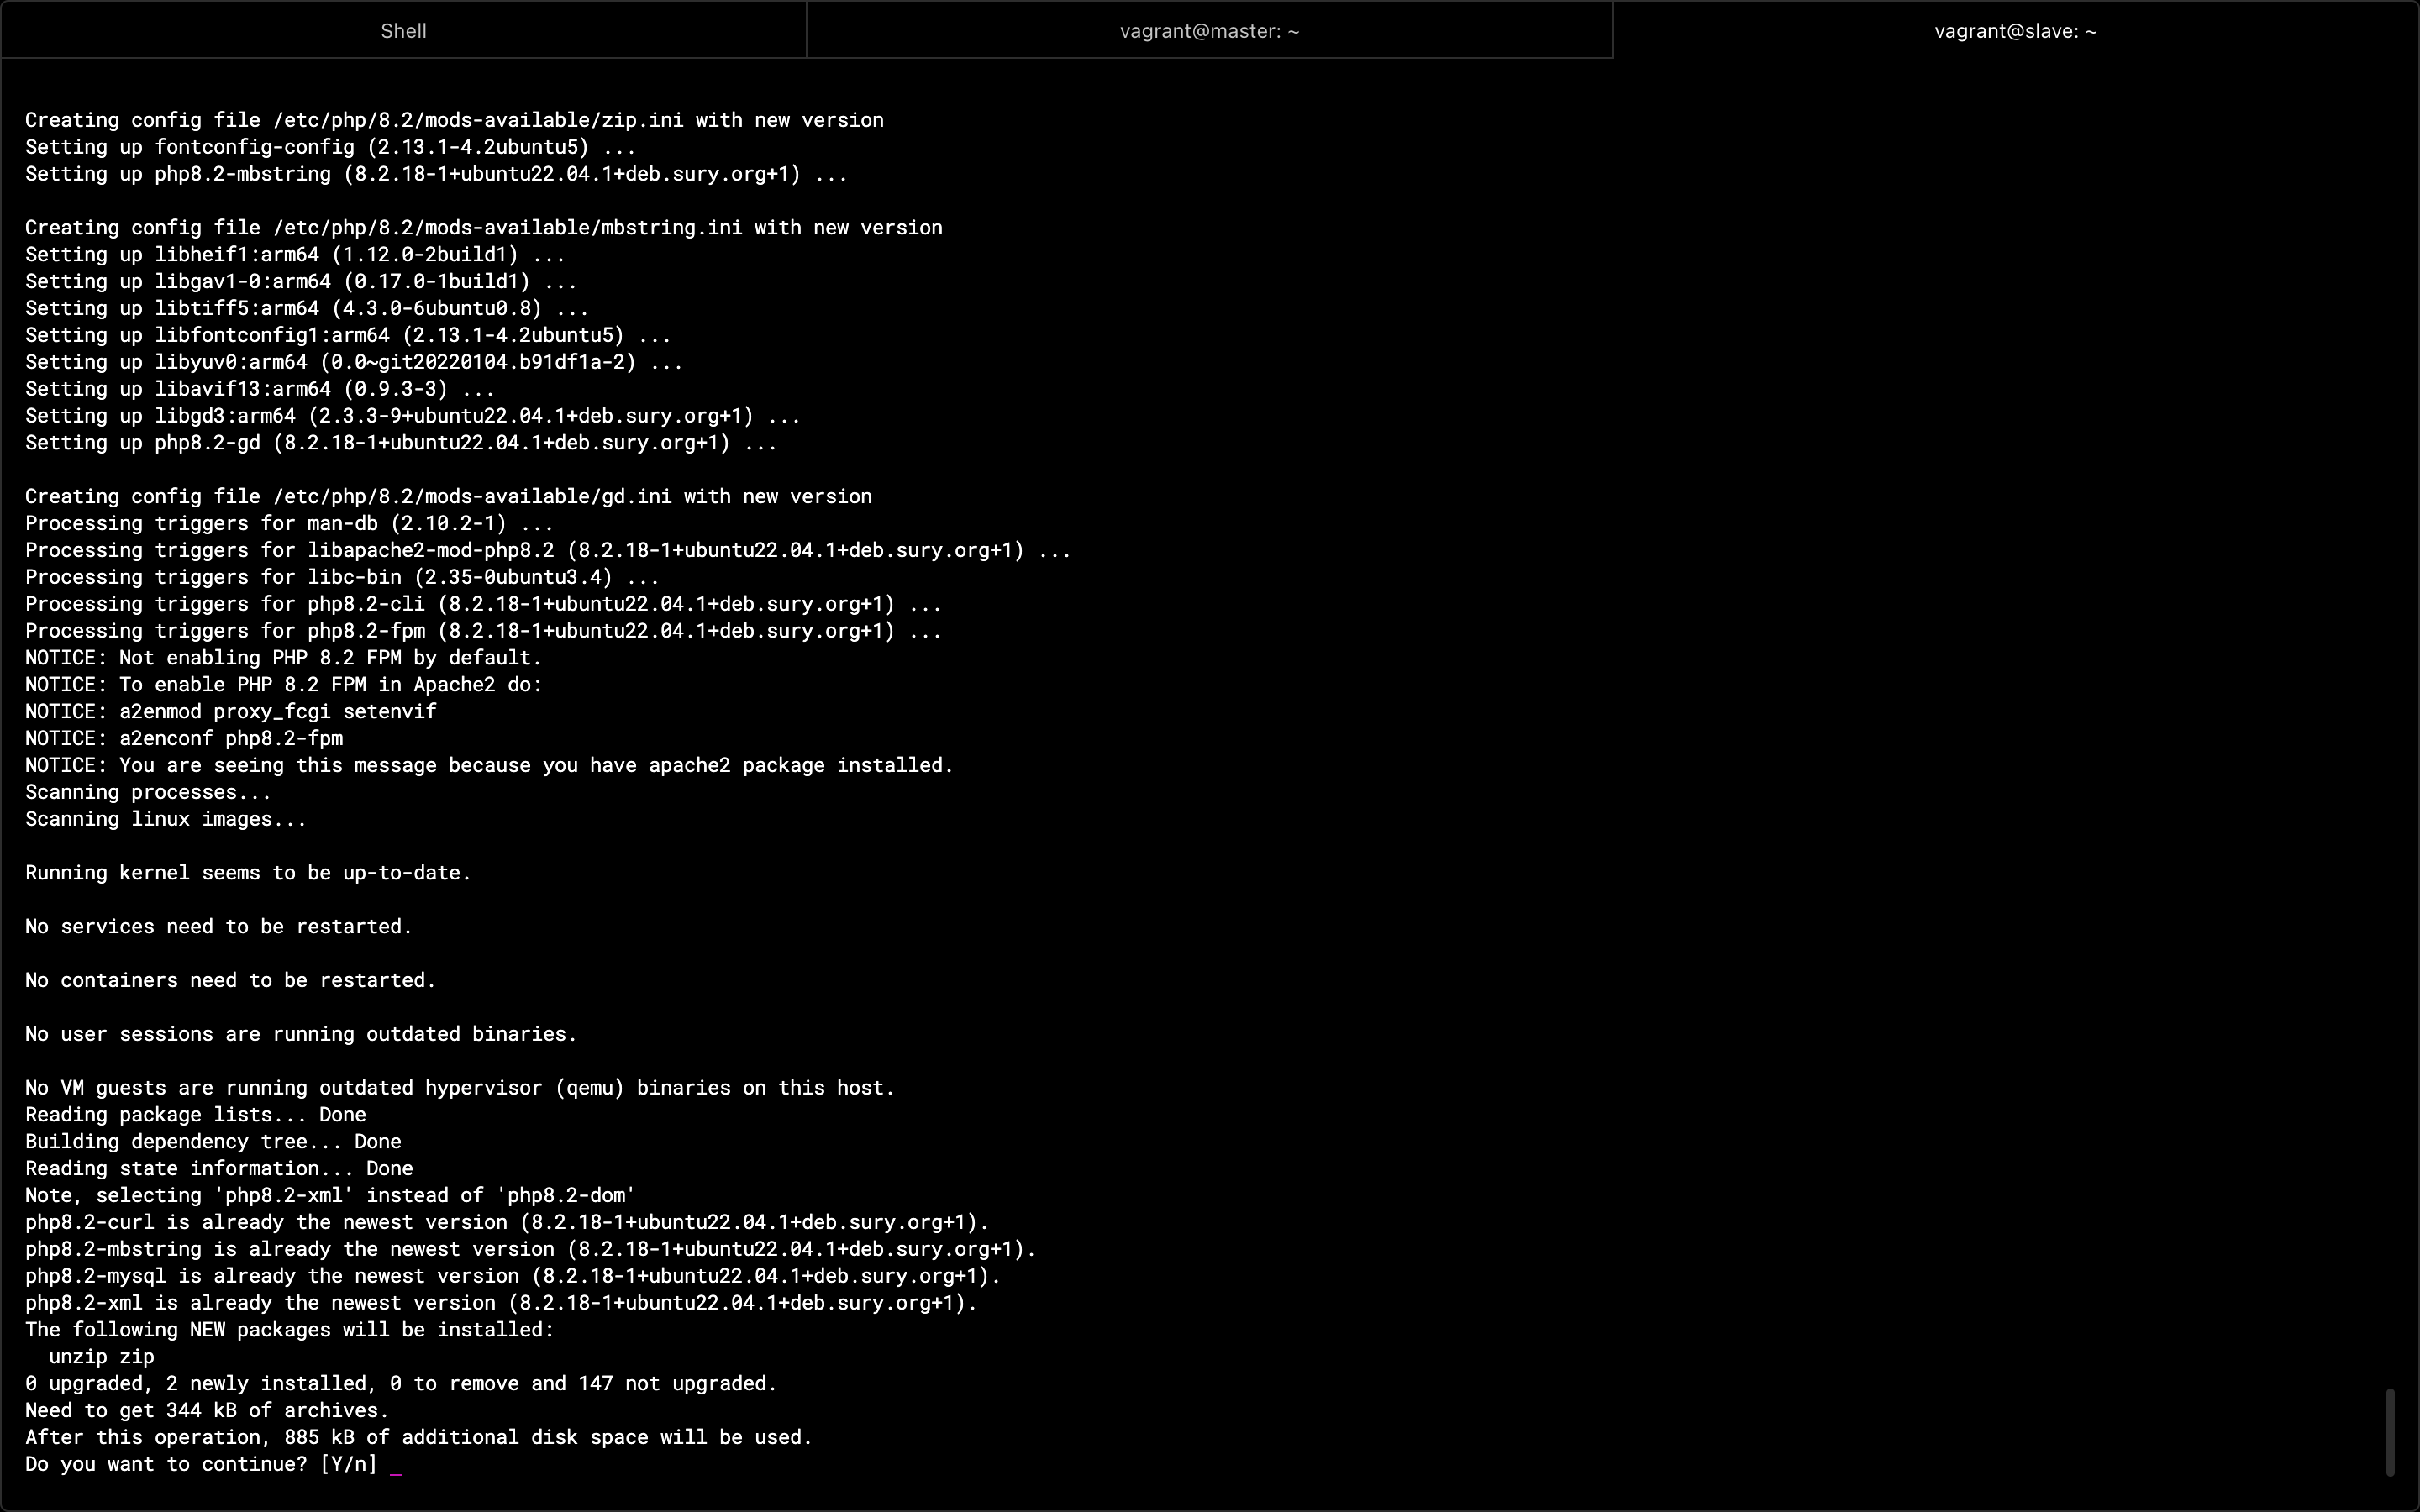 Shell
vagrant@master: ~
vagrant@slave: ~
Creating config file /etc/php/8.2/mods-available/zip.ini with new version
Setting up fontconfig-config (2.13.1-4.2ubuntu5) ...
Setting up php8.2-mbstring (8.2.18-1+ubuntu22.04.1+deb.sury.org+1) ...
Creating config file /etc/php/8.2/mods-available/mbstring.ini with new version
Setting up libheif1:arm64 (1.12.0-2build1) ...
Setting up libgav1-0:arm64 (0.17.0-1build1) ...
Setting up libtiff5:arm64 (4.3.0-6ubuntu0.8) ...
Setting up libfontconfig1:arm64 (2.13.1-4.2ubuntu5) ...
Setting up libyuv0:arm64 (0.0~git20220104.b91df1a-2) ...
Setting up libavif13:arm64 (0.9.3-3) ...
Setting up libgd3:arm64 (2.3.3-9+ubuntu22.04.1+deb.sury.org+1) ...
Setting up php8.2-gd (8.2.18-1+ubuntu22.04.1+deb.sury.org+1) ...
Creating config file /etc/php/8.2/mods-available/gd.ini with new version
Processing triggers for man-db (2.10.2-1) ...
Processing triggers for libapache2-mod-php8.2 (8.2.18-1+ubuntu22.04.1+deb.sury.org+1) ...
Processing triggers for libc-bin (2.35-0ubuntu3.4) ...
Processing triggers for php8.2-cli (8.2.18-1+ubuntu22.04.1+deb.sury.org+1) ...
Processing triggers for php8.2-fpm (8.2.18-1+ubuntu22.04.1+deb.sury.org+1) ...
NOTICE: Not enabling PHP 8.2 FPM by default.
NOTICE: To enable PHP 8.2 FPM in Apache2 do:
NOTICE: a2enmod proxy_fcgi setenvif
NOTICE: a2enconf php8.2-fpm
NOTICE: You are seeing this message because you have apache2 package installed.
Scanning processes...
Scanning linux images...
Running kernel seems to be up-to-date.
No services need to be restarted.
No containers need to be restarted.
No user sessions are running outdated binaries.
No VM guests are running outdated hypervisor (qemu) binaries on this host.
Reading package lists... Done
Building dependency tree... Done
Reading state information... Done
Note, selecting 'php8.2-xml' instead of 'php8.2-dom'
php8.2-curl is already the newest version (8.2.18-1+ubuntu22.04.1+deb.sury.org+1).
php8.2-mbstring is already the newest version (8.2.18-1+ubuntu22.04.1+deb.sury.org+1).
php8.2-mysql is already the newest version (8.2.18-1+ubuntu22.04.1+deb.sury.org+1).
php8.2-xml is already the newest version (8.2.18-1+ubuntu22.04.1+deb.sury.org+1).
The following NEW packages will be installed:
unzip zip
0 upgraded, 2 newly installed, 0 to remove and 147 not upgraded.
Need to get 344 kB of archives.
After this operation, 885 kB of additional disk space will be used.
Do you want to continue? [Y/n] _